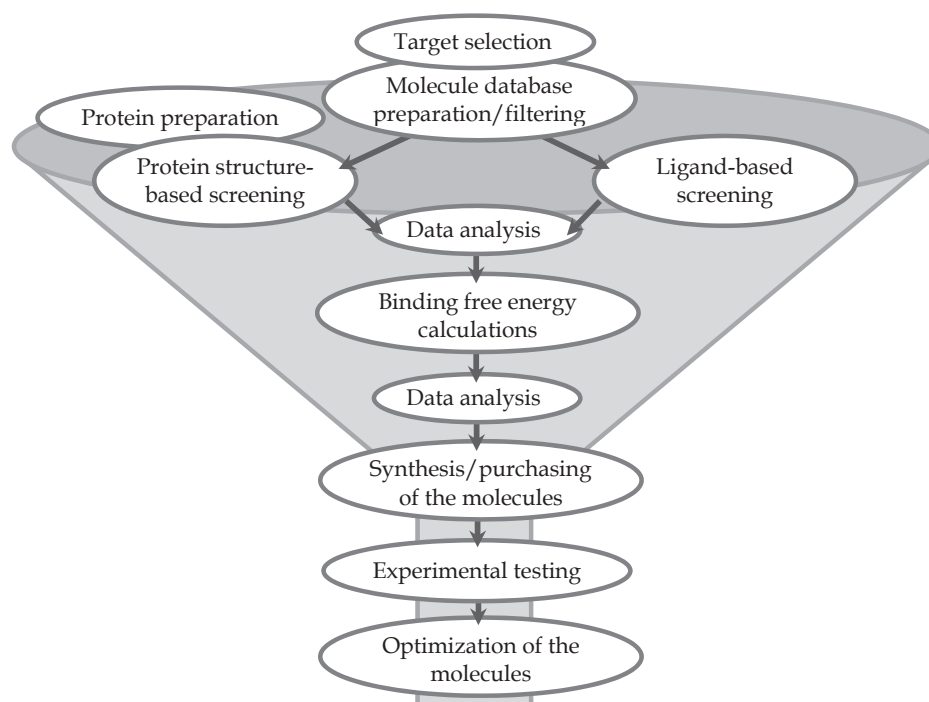 Target selection
Molecule database
preparation/filtering
Protein preparation
Protein structure-
based screening
Ligand-based
screening
Data analysis
Binding free energy
calculations
Data analysis
Synthesis/purchasing
of the molecules
Experimental testing
Optimization of the
molecules